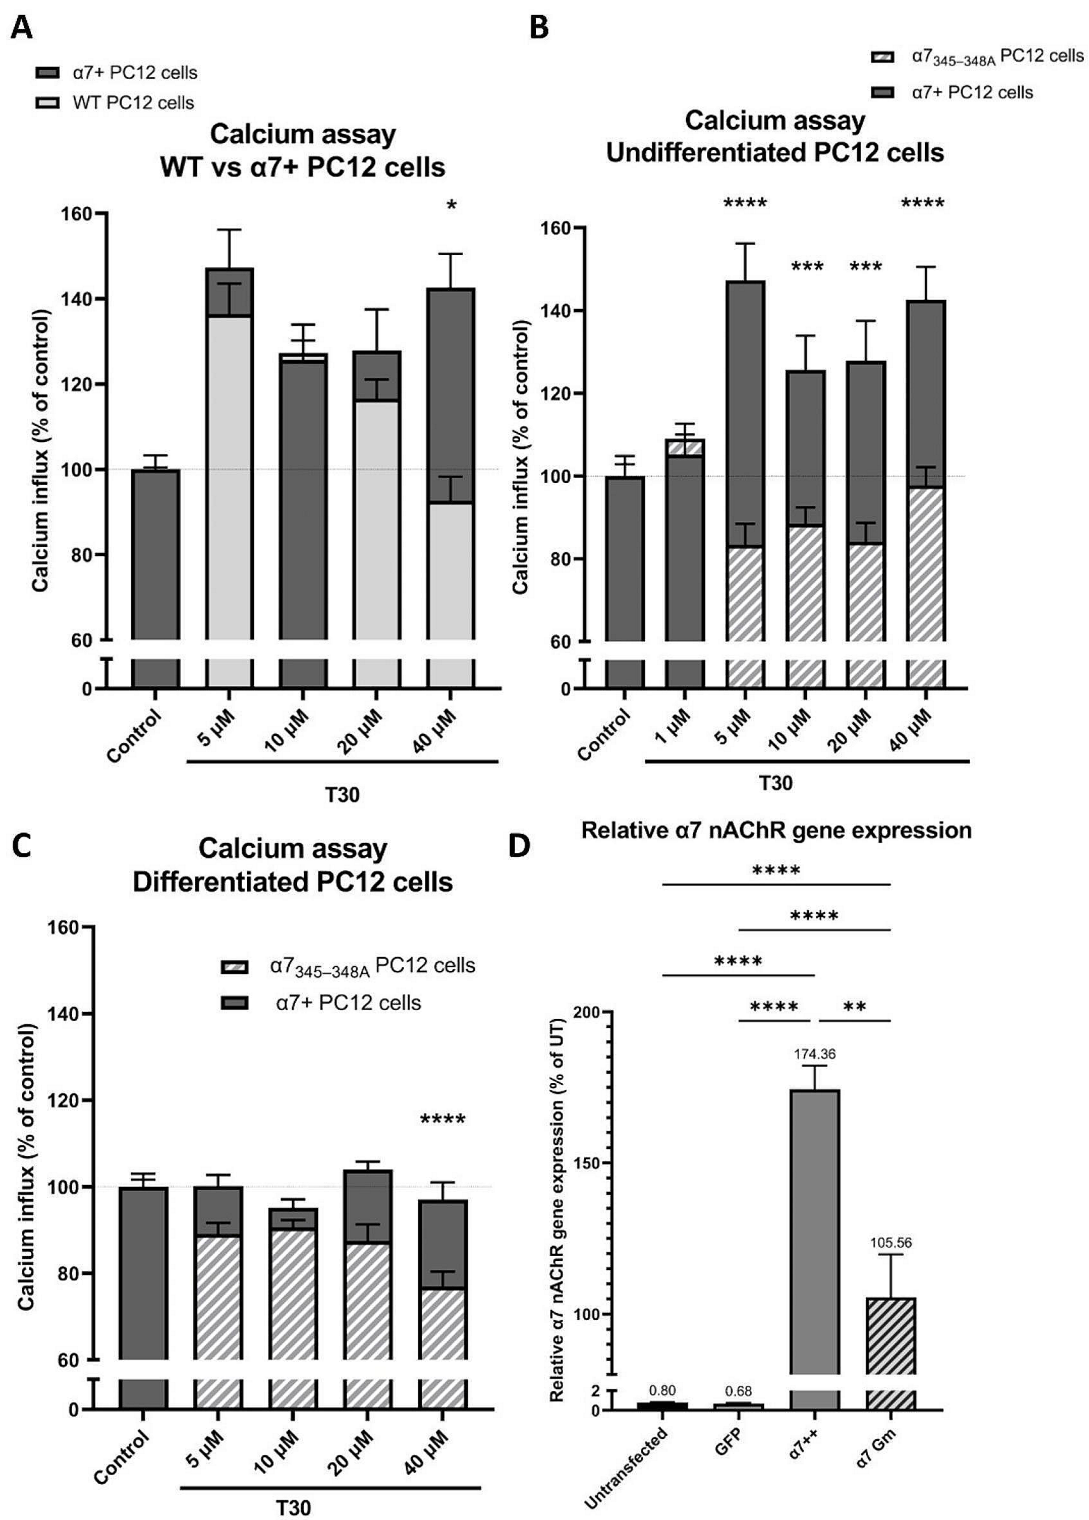 A
α7+ PC12 cells
WT PC12 cells
Calcium assay
WT vs α7+ PC12 cells
Calcium influx (% of control)
160
140
120
100
80
60
0
*
Control
5 µM
10 µM
20 µM
40 µM
T30
B
α7345–348A PC12 cells
α7+ PC12 cells
Calcium assay
Undifferentiated PC12 cells
Calcium influx (% of control)
160
140
120
100
80
60
0
****
***
***
****
Control
1 µM
5 µM
10 µM
20 µM
40 µM
T30
C
Calcium assay
Differentiated PC12 cells
α7345–348A PC12 cells
α7+ PC12 cells
Calcium influx (% of control)
160
140
120
100
80
60
0
****
Control
5 µM
10 µM
20 µM
40 µM
T30
D
Relative α7 nAChR gene expression
****
****
****
****
**
Relative α7 nAChR gene expression (% of UT)
200
150
100
2
0
0.80
0.68
174.36
105.56
Untransfected
GFP
α7++
α7 Gm